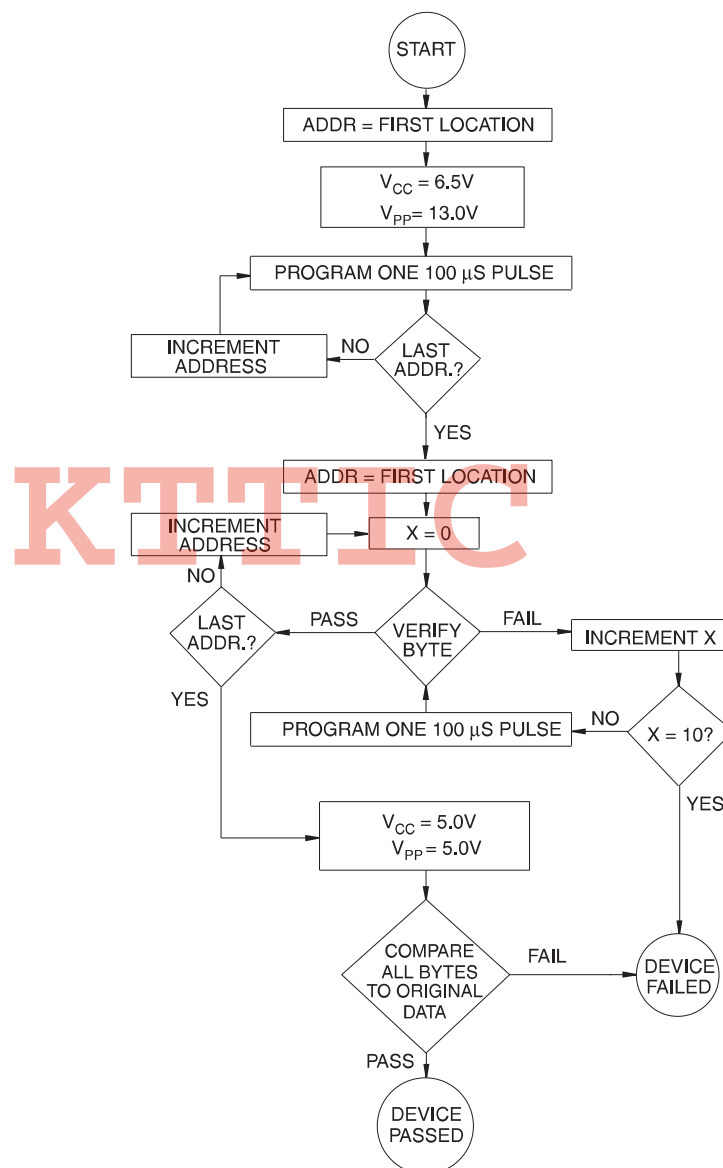 START
ADDR = FIRST LOCATION
VCC = 6.5V
VPP = 13.0V
PROGRAM ONE 100 μS PULSE
INCREMENT
ADDRESS
NO
LAST
ADDR.?
YES
ADDR = FIRST LOCATION
KTTIC
INCREMENT
ADDRESS
X = 0
NO
LAST
ADDR.?
PASS
VERIFY
BYTE
FAIL
INCREMENT X
YES
PROGRAM ONE 100 μS PULSE
NO
X = 10?
YES
VCC = 5.0V
VPP = 5.0V
COMPARE
ALL BYTES
TO ORIGINAL
DATA
FAIL
DEVICE
FAILED
PASS
DEVICE
PASSED